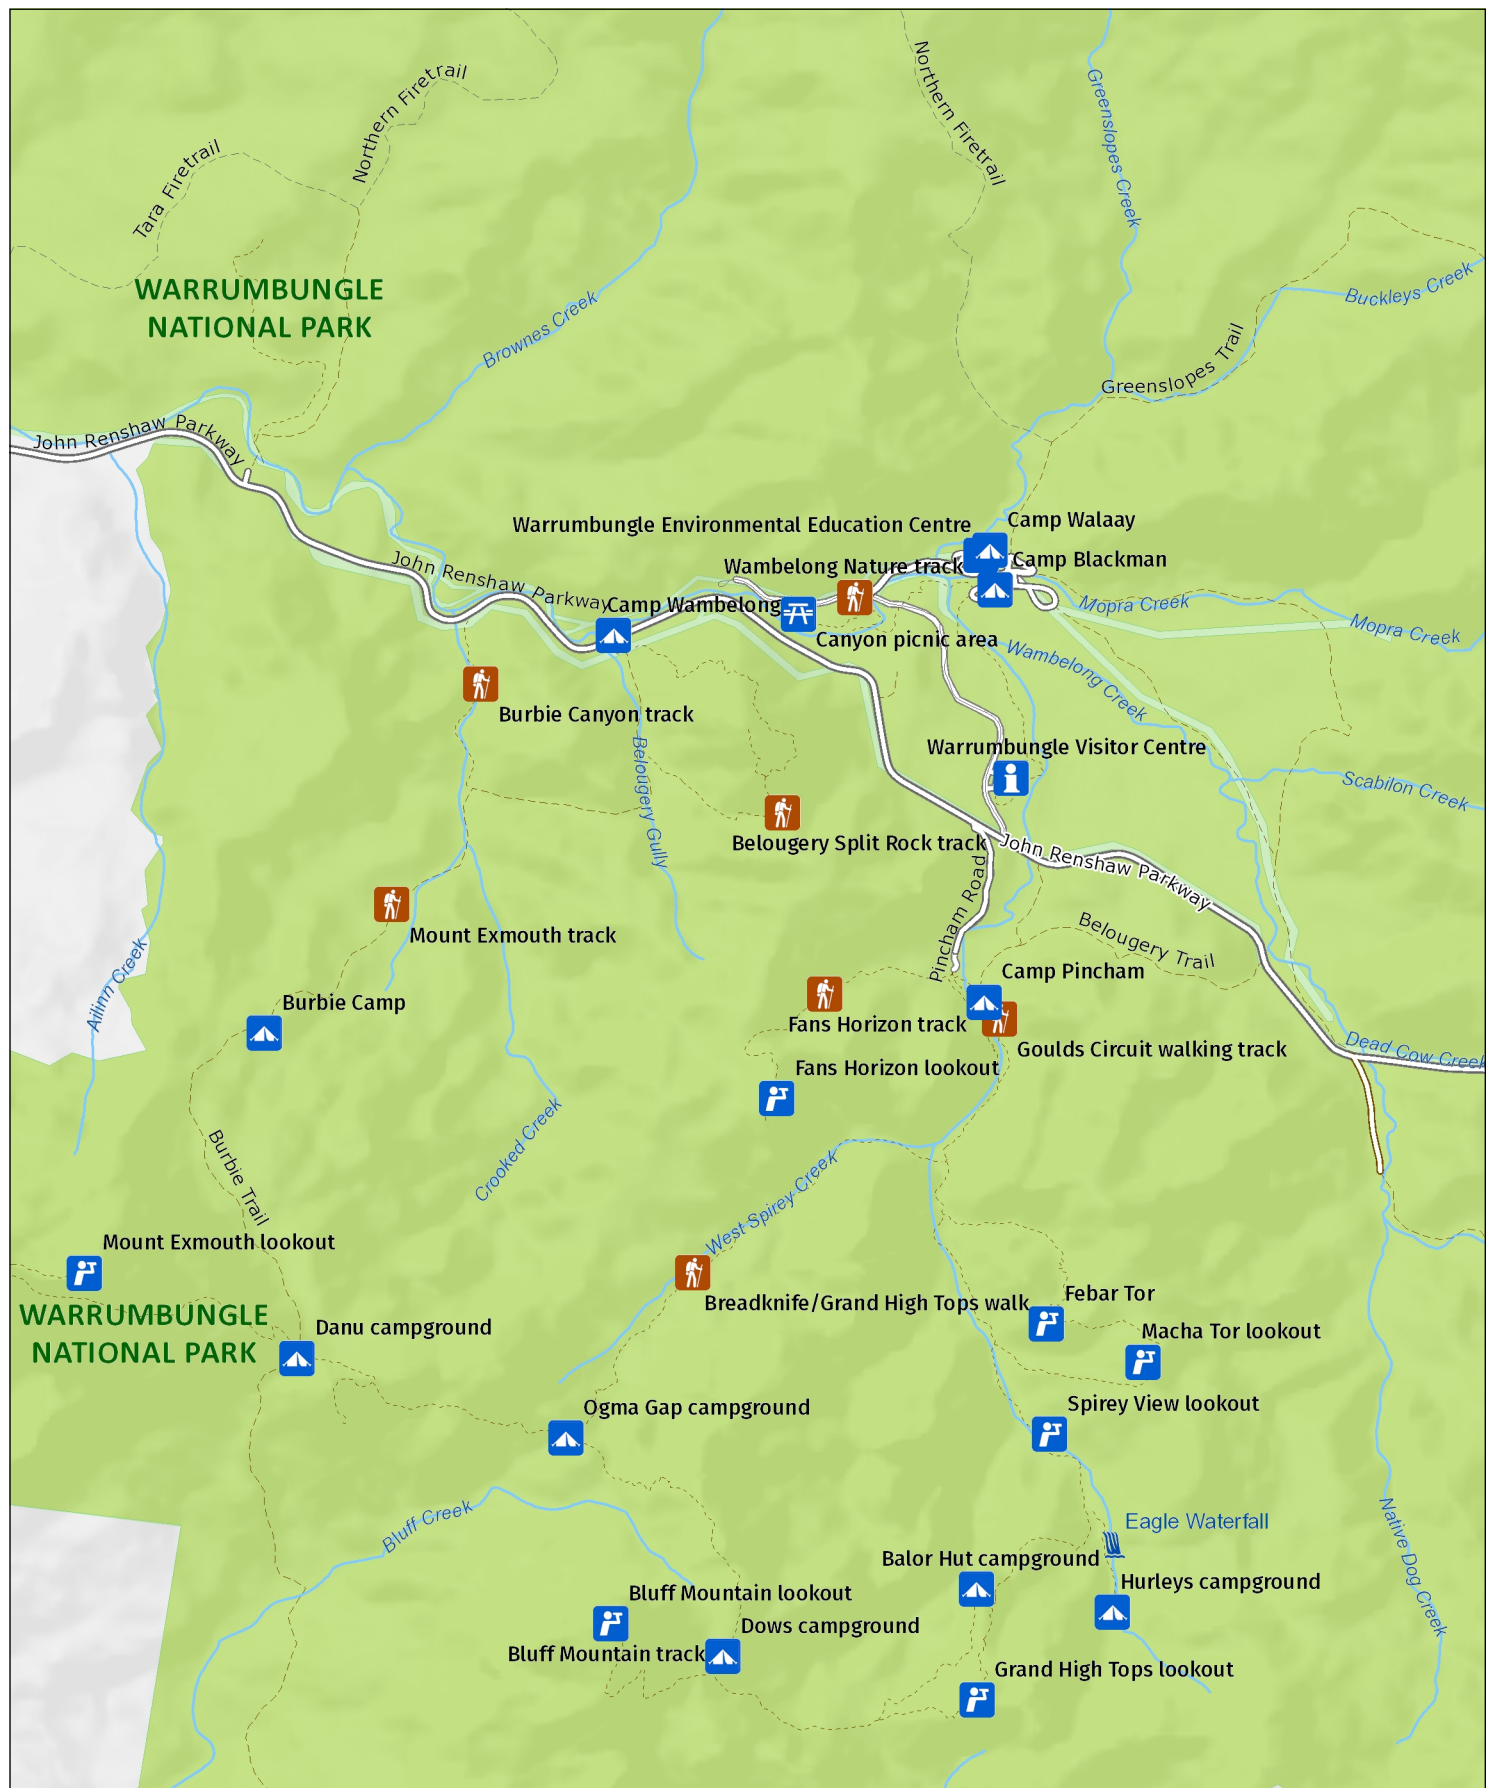 Northern Firetrail
Northern Firetrail
Greenslopes Creek
Tara Firetrail
WARRUMBUNGLE
NATIONAL PARK
Brownes Creek
Buckleys Creek
Greenslopes Trail
John Renshaw Parkway
Warrumbungle Environmental Education Centre
Camp Walaay
John Renshaw Parkway
Wambelong Nature track
Camp Blackman
Camp Wambelong
Mopra Creek
Mopra Creek
Canyon picnic area
Wambelong Creek
Burbie Canyon track
Belougery Gully
Warrumbungle Visitor Centre
Scabilon Creek
Belougery Split Rock track
John Renshaw Parkway
Pincham Road
Mount Exmouth track
Belougery Trail
Ailinn Creek
Burbie Camp
Camp Pincham
Fans Horizon track
Goulds Circuit walking track
Dead Cow Creek
Fans Horizon lookout
Crooked Creek
Burbie Trail
West Spirey Creek
Mount Exmouth lookout
WARRUMBUNGLE
NATIONAL PARK
Breadknife/Grand High Tops walk
Febar Tor
Danu campground
Macha Tor lookout
Ogma Gap campground
Spirey View lookout
Bluff Creek
Eagle Waterfall
Native Dog Creek
Balor Hut campground
Hurleys campground
Bluff Mountain lookout
Dows campground
Bluff Mountain track
Grand High Tops lookout